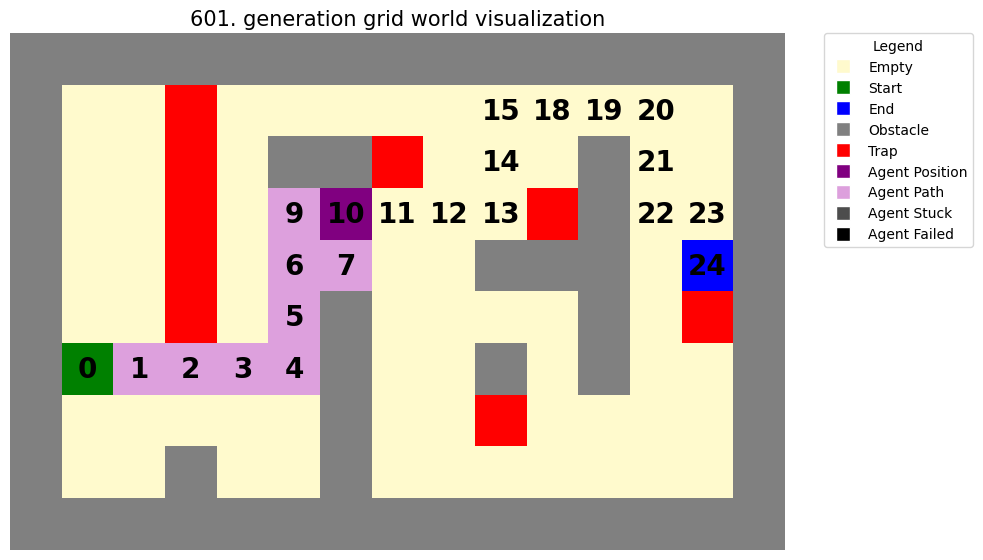 601. generation grid world visualization
15 18 19 20
14 21
9 10 11 12 13 22 23
6 7 24
5
0 1 2 3 4
Legend
Empty
Start
End
Obstacle
Trap
Agent Position
Agent Path
Agent Stuck
Agent Failed